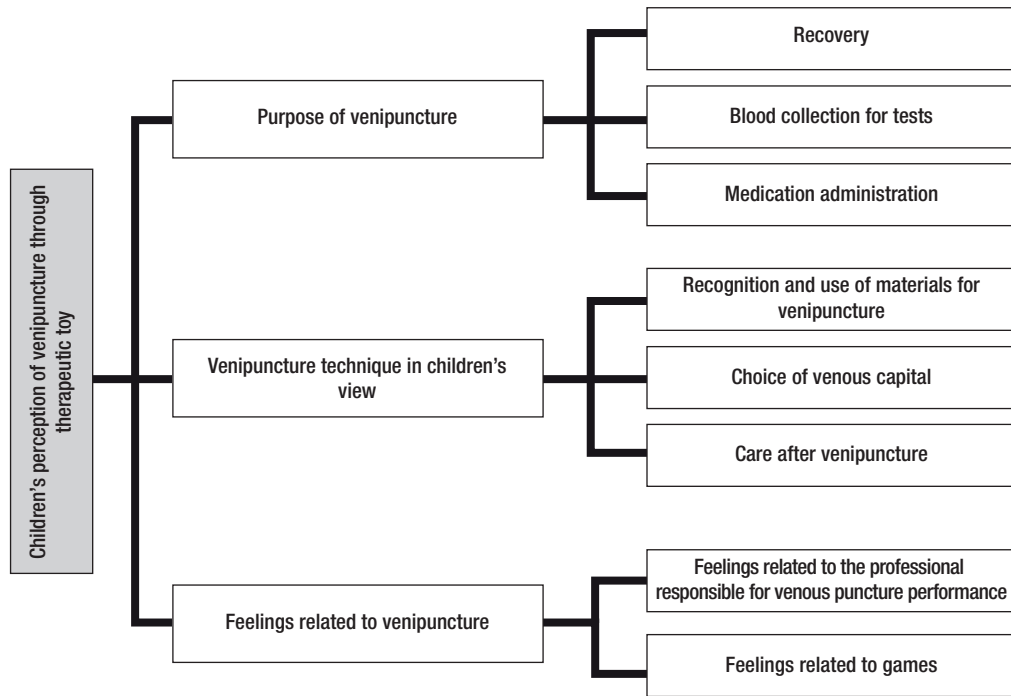 Children's perception of venipuncture through
therapeutic toy
Purpose of venipuncture
Recovery
Blood collection for tests
Medication administration
Venipuncture technique in children's
view
Recognition and use of materials for
venipuncture
Choice of venous capital
Care after venipuncture
Feelings related to venipuncture
Feelings related to the professional
responsible for venous puncture performance
Feelings related to games